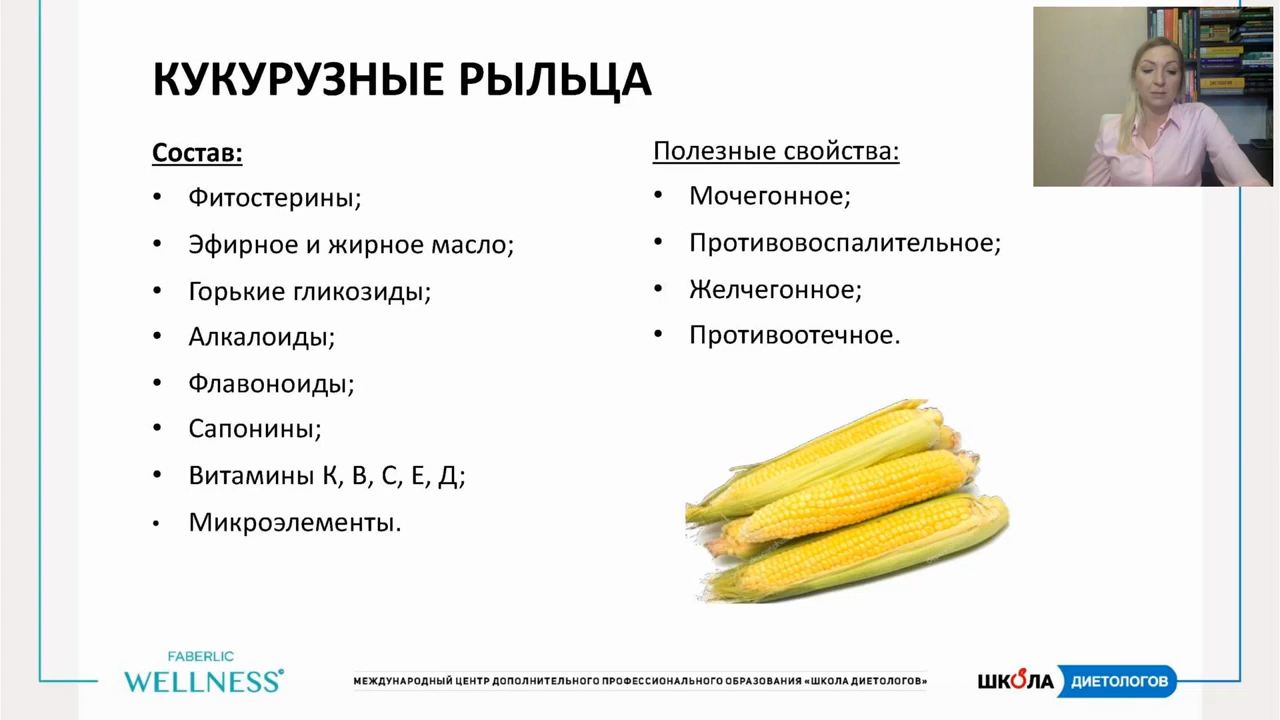 КУКУРУЗНЫЕ РЫЛЬЦА
Состав:
• Фитостерины;
• Эфирное и жирное масло;
• Горькие гликозиды;
• Алкалоиды;
• Флавоноиды;
• Сапонины;
• Витамины К, В, С, Е, Д;
• Микроэлементы.
Полезные свойства:
• Мочегонное;
• Противовоспалительное;
• Желчегонное;
• Противоотечное.
FABERLIC
WELLNESS
МЕЖДУНАРОДНЫЙ ЦЕНТР ДОПОЛНИТЕЛЬНОГО ПРОФЕССИОНАЛЬНОГО ОБРАЗОВАНИЯ «ШКОЛА ДИЕТОЛОГОВ»
ШКОЛА ДИЕТОЛОГОВ